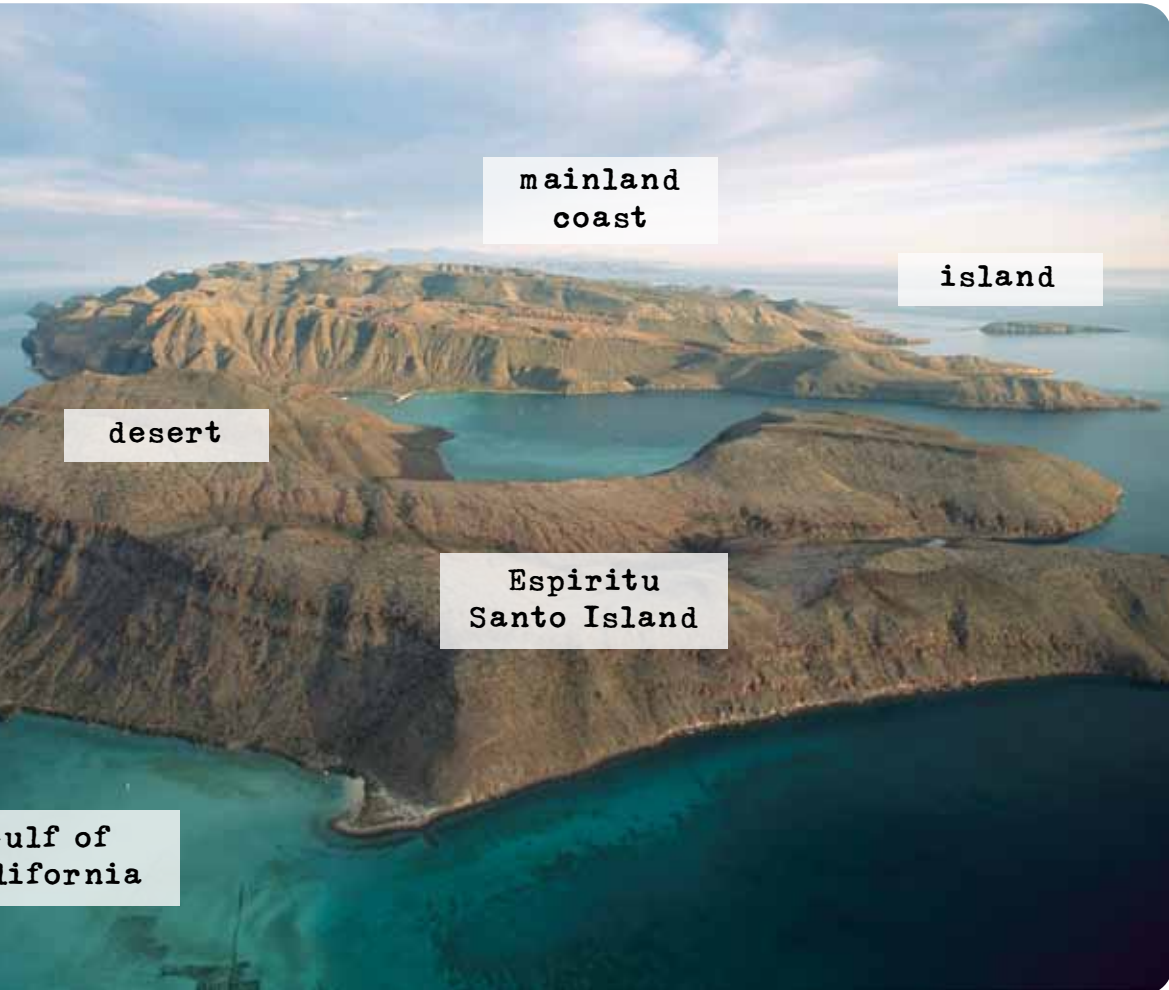 mainland
coast
island
desert
Espiritu
Santo Island
ulf of
lifornia